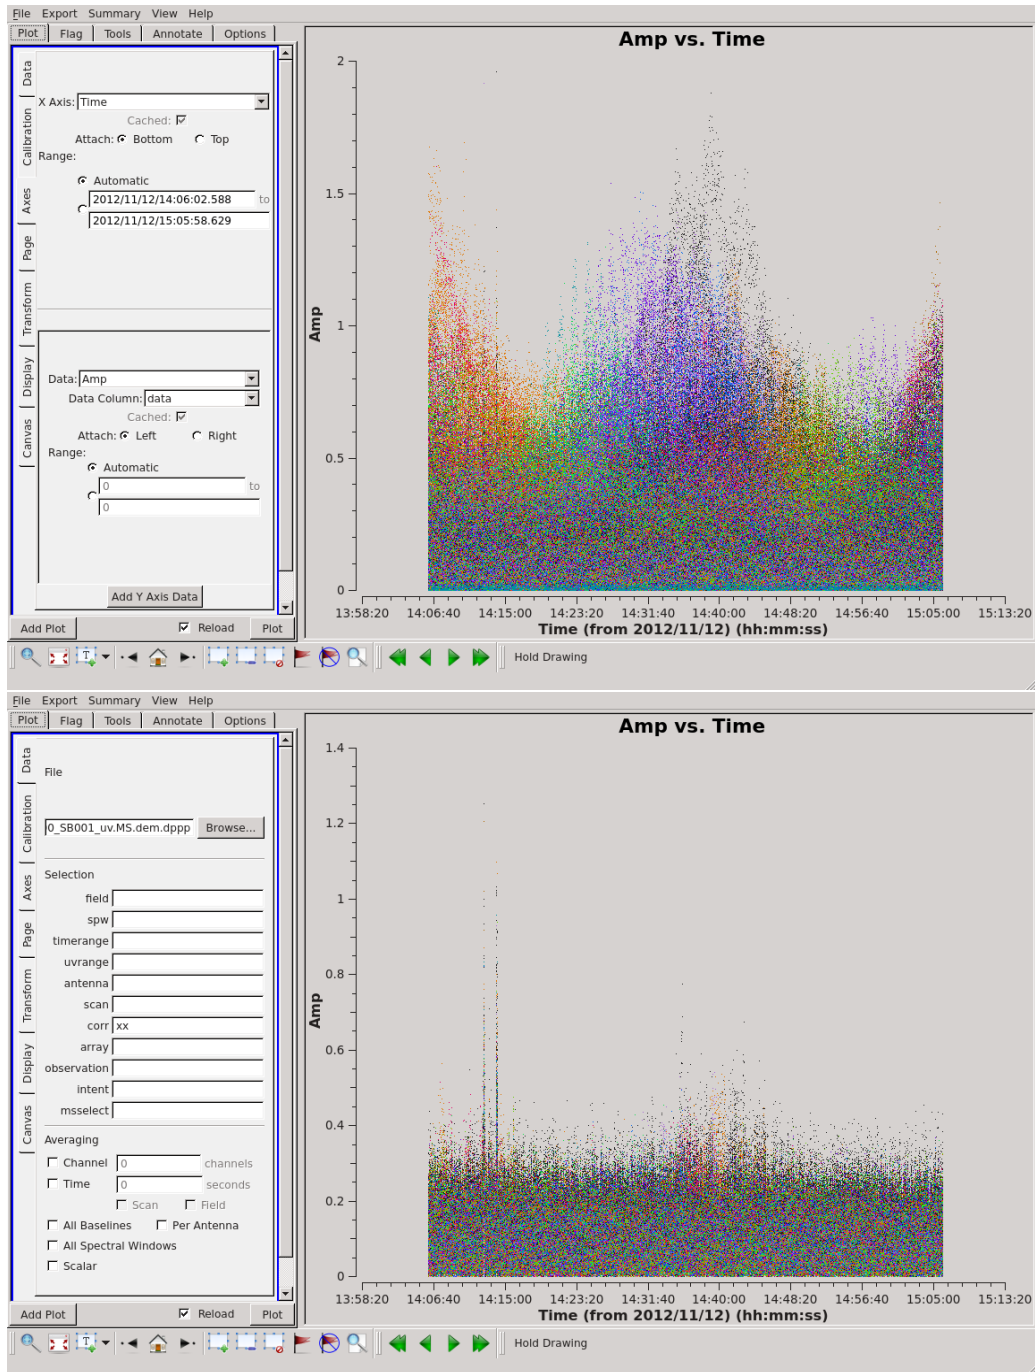 File Export Summary View Help
Plot Flag Tools Annotate Options
Amp vs. Time
Data
Calibration
Axes
Page
Transform
Display
Canvas
X Axis: Time
Cached:
Attach: Bottom Top
Range:
Automatic
2012/11/12/14:06:02.588 to
2012/11/12/15:05:58.629
Data: Amp
Data Column: data
Cached:
Attach: Left Right
Range:
Automatic
0 to
0
Add Y Axis Data
Add Plot Reload Plot
2
1.5
1
0.5
0
Amp
13:58:20 14:06:40 14:15:00 14:23:20 14:31:40 14:40:00 14:48:20 14:56:40 15:05:00 15:13:20
Time (from 2012/11/12) (hh:mm:ss)
T
Hold Drawing
File Export Summary View Help
Plot Flag Tools Annotate Options
Amp vs. Time
Data
Calibration
Axes
Page
Transform
Display
Canvas
File
0_SB001_uv.MS.dem.dppp Browse...
Selection
field
spw
timerange
uvrange
antenna
scan
corr xx
array
observation
intent
msselect
Averaging
Channel 0 channels
Time 0 seconds
Scan Field
All Baselines Per Antenna
All Spectral Windows
Scalar
Add Plot Reload Plot
1.4
1.2
1
0.8
0.6
0.4
0.2
0
Amp
13:58:20 14:06:40 14:15:00 14:23:20 14:31:40 14:40:00 14:48:20 14:56:40 15:05:00 15:13:20
Time (from 2012/11/12) (hh:mm:ss)
T
Hold Drawing